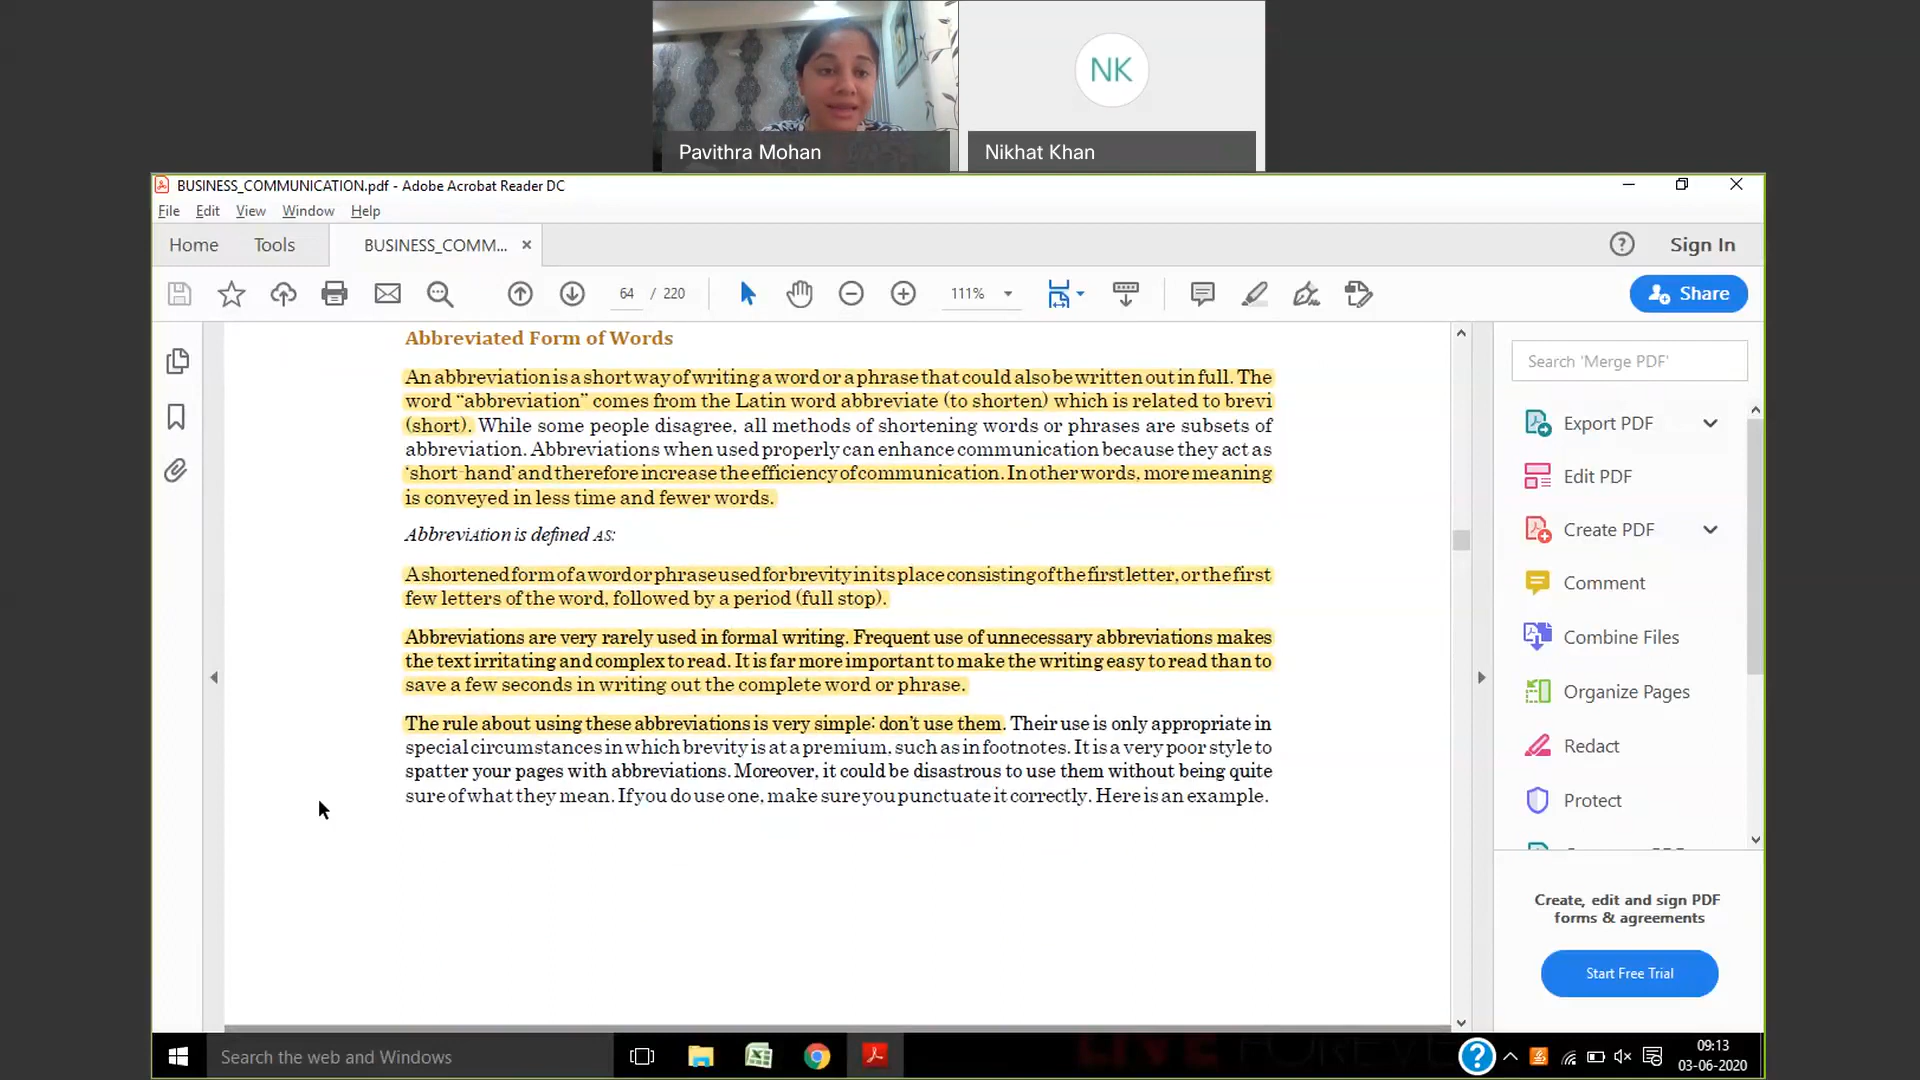 NK
Pavithra Mohan
Nikhat Khan
BUSINESS_COMMUNICATION.pdf - Adobe Acrobat Reader DC
File Edit View Window Help
Home Tools BUSINESS_COMM... ×
Sign In
64 / 220
111%
Share
Abbreviated Form of Words
An abbreviation is a short way of writing a word or a phrase that could also be written out in full. The
word “abbreviation” comes from the Latin word abbreviate (to shorten) which is related to brevi
(short). While some people disagree, all methods of shortening words or phrases are subsets of
abbreviation. Abbreviations when used properly can enhance communication because they act as
‘short-hand’ and therefore increase the efficiency of communication. In other words, more meaning
is conveyed in less time and fewer words.
Abbreviation is defined AS:
A shortened form of a word or phrase used for brevity in its place consisting of the first letter, or the first
few letters of the word, followed by a period (full stop).
Abbreviations are very rarely used in formal writing. Frequent use of unnecessary abbreviations makes
the text irritating and complex to read. It is far more important to make the writing easy to read than to
save a few seconds in writing out the complete word or phrase.
The rule about using these abbreviations is very simple: don’t use them. Their use is only appropriate in
special circumstances in which brevity is at a premium, such as in footnotes. It is a very poor style to
spatter your pages with abbreviations. Moreover, it could be disastrous to use them without being quite
sure of what they mean. If you do use one, make sure you punctuate it correctly. Here is an example.
Search 'Merge PDF'
Export PDF
Edit PDF
Create PDF
Comment
Combine Files
Organize Pages
Redact
Protect
Create, edit and sign PDF
forms & agreements
Start Free Trial
Search the web and Windows
09:13
03-06-2020